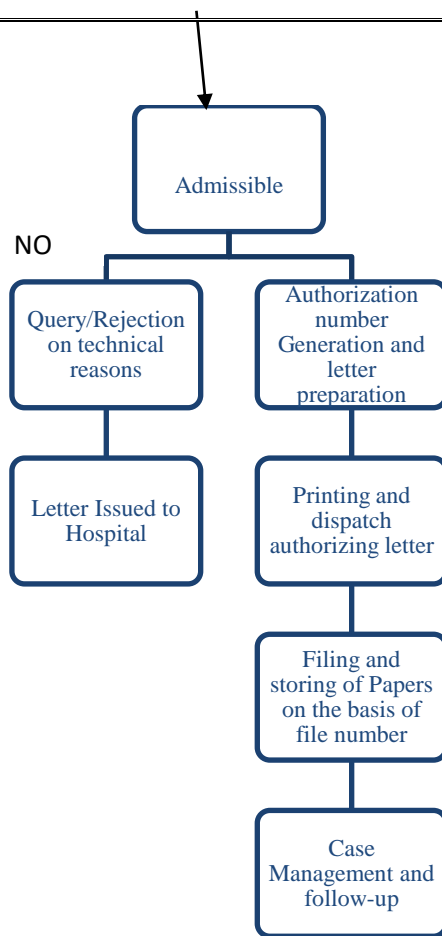 Admissible
NO
Query/Rejection
on technical
reasons
Authorization
number
Generation and
letter
preparation
Letter Issued to
Hospital
Printing and
dispatch
authorizing letter
Filing and
storing of Papers
on the basis of
file number
Case
Management and
follow-up